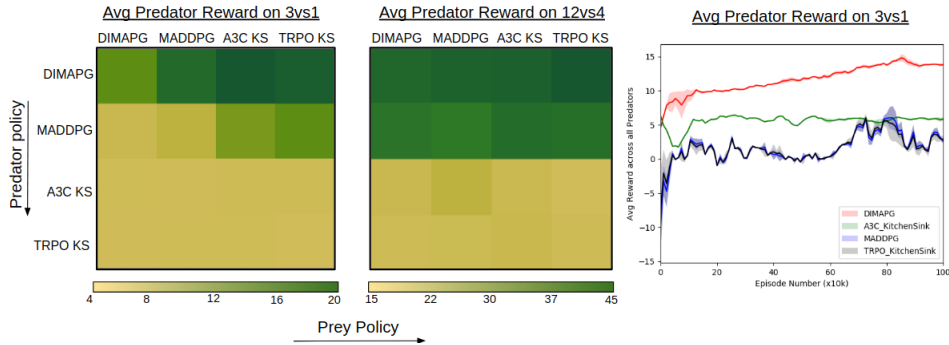 Avg Predator Reward on 3vs1
DIMAPG MADDPG A3C KS TRPO KS
DIMAPG
MADDPG
A3C KS
TRPO KS
Predator policy
4 8 12 16 20
Avg Predator Reward on 12vs4
DIMAPG MADDPG A3C KS TRPO KS
15 22 30 37 45
Prey Policy
Avg Predator Reward on 3vs1
Avg Reward across all Predators
15
10
5
0
−5
−10
−15
DIMAPG
A3C_KitchenSink
MADDPG
TRPO_KitchenSink
0 20 40 60 80 100
Episode Number (x10k)